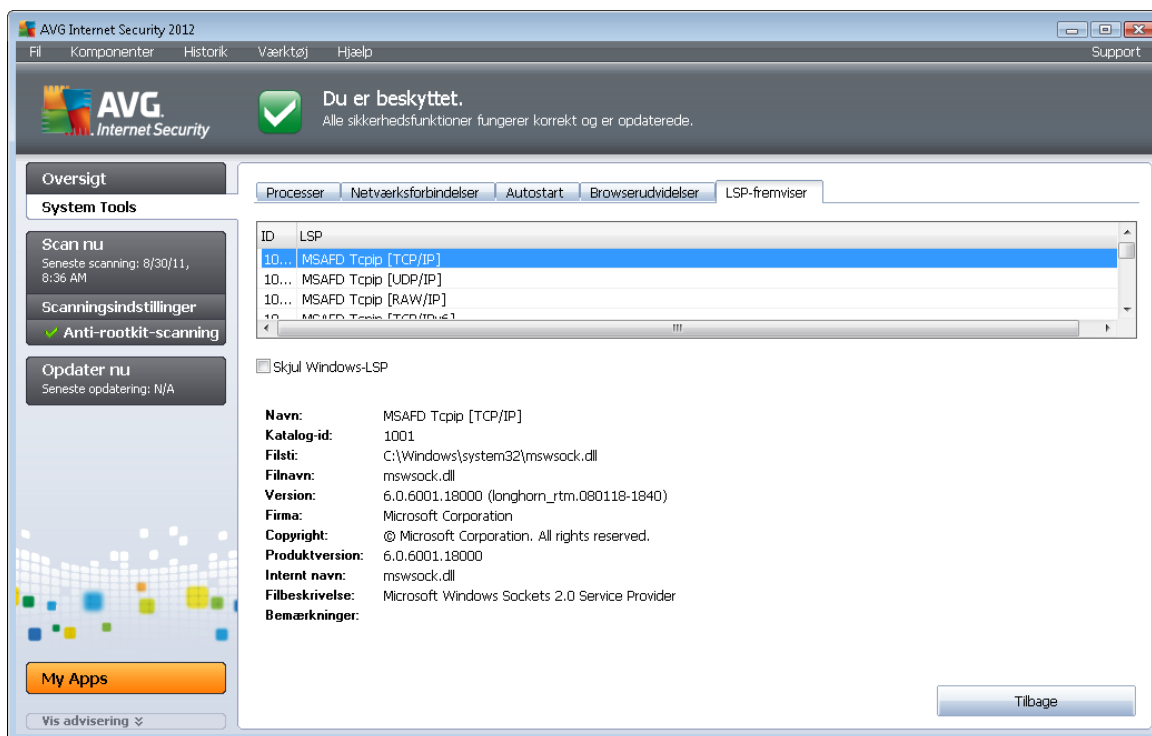 AVG Internet Security 2012
Fil Komponenter Historik Værktøj Hjælp Support
AVG.
Internet Security
Du er beskyttet.
Alle sikkerhedsfunktioner fungerer korrekt og er opdaterede.
Oversigt
System Tools
Scan nu
Seneste scanning: 8/30/11,
8:36 AM
Scanningsindstillinger
Anti-rootkit-scanning
Opdater nu
Seneste opdatering: N/A
My Apps
Vis advisering
Processer Netværksforbindelser Autostart Browserudvidelser LSP-fremviser
ID LSP
10... MSAFD Tcpip [TCP/IP]
10... MSAFD Tcpip [UDP/IP]
10... MSAFD Tcpip [RAW/IP]
10... MSAFD Tcpip [TCP/IPv6]
Skjul Windows-LSP
Navn: MSAFD Tcpip [TCP/IP]
Katalog-id: 1001
Filsti: C:\Windows\system32\mswsock.dll
Filnavn: mswsock.dll
Version: 6.0.6001.18000 (longhorn_rtm.080118-1840)
Firma: Microsoft Corporation
Copyright: © Microsoft Corporation. All rights reserved.
Produktversion: 6.0.6001.18000
Internt navn: mswsock.dll
Filbeskrivelse: Microsoft Windows Sockets 2.0 Service Provider
Bemærkninger:
Tilbage